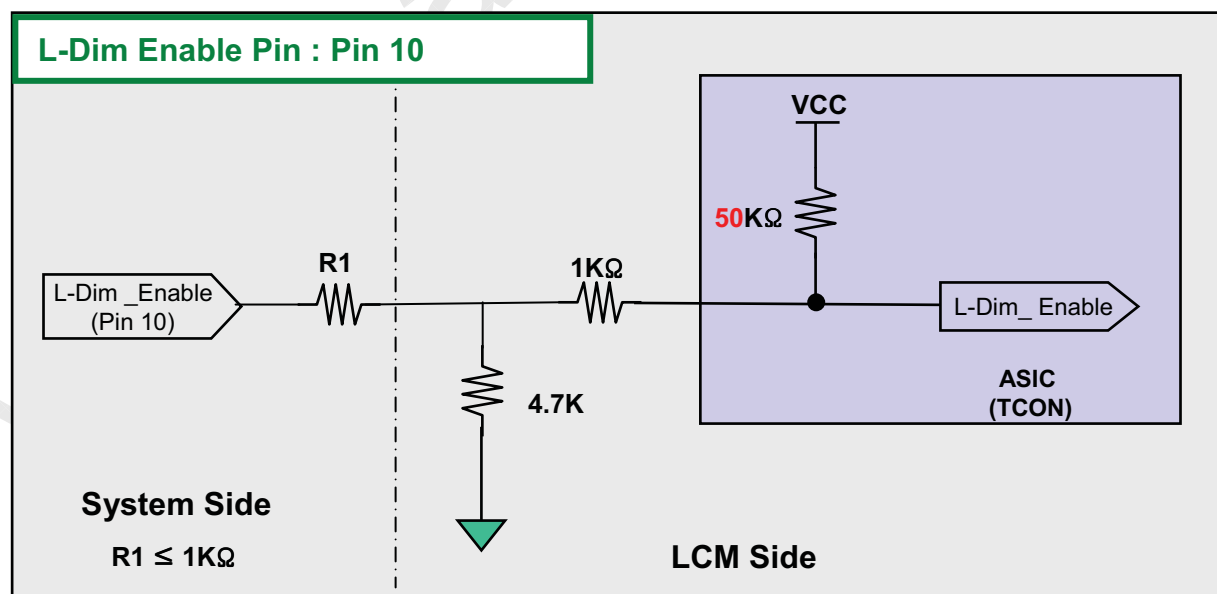 L-Dim Enable Pin : Pin 10
VCC
50KΩ
R1
1KΩ
L-Dim _Enable
(Pin 10)
L-Dim_ Enable
4.7K
ASIC
(TCON)
System Side
R1 ≤ 1KΩ
LCM Side